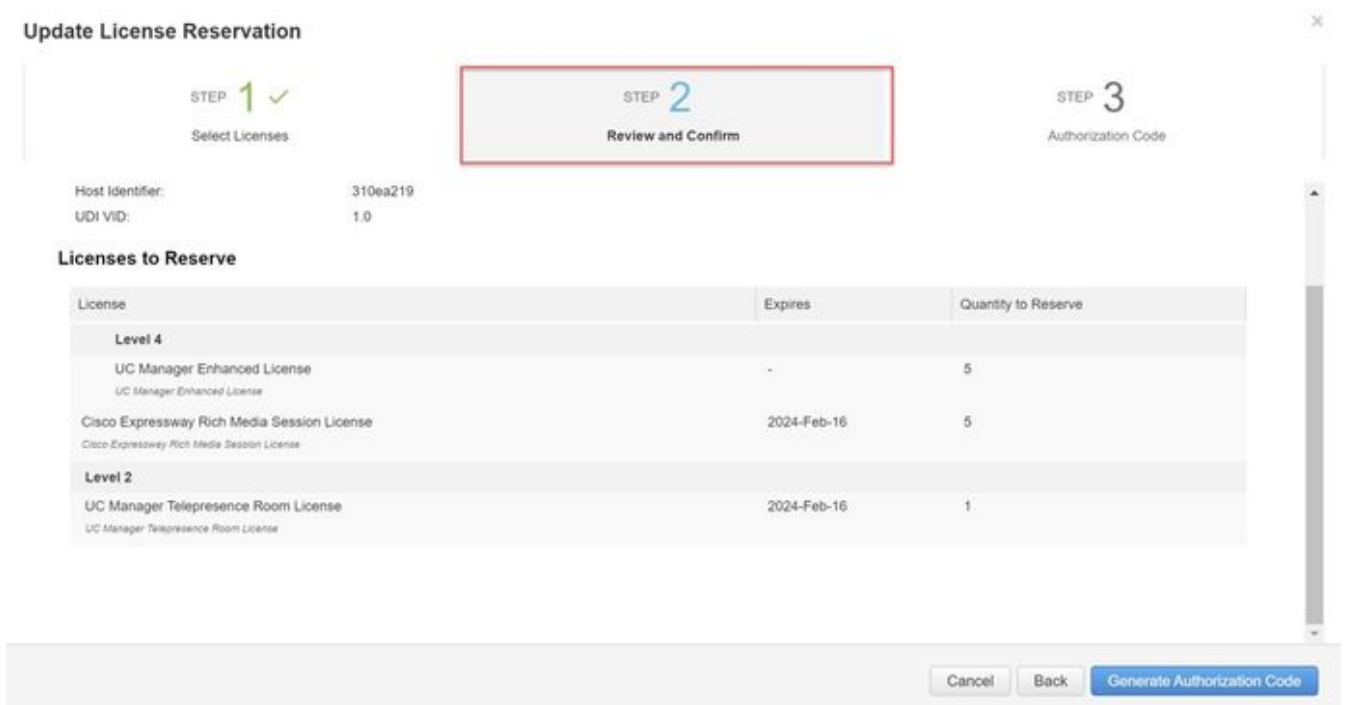 Update License Reservation
×
STEP 1 ✓
Select Licenses
STEP 2
Review and Confirm
STEP 3
Authorization Code
Host Identifier: 310ea219
UDI VID: 1.0
Licenses to Reserve
License Expires Quantity to Reserve
Level 4
UC Manager Enhanced License - 5
UC Manager Enhanced License
Cisco Expressway Rich Media Session License 2024-Feb-16 5
Cisco Expressway Rich Media Session License
Level 2
UC Manager Telepresence Room License 2024-Feb-16 1
UC Manager Telepresence Room License
Cancel Back Generate Authorization Code